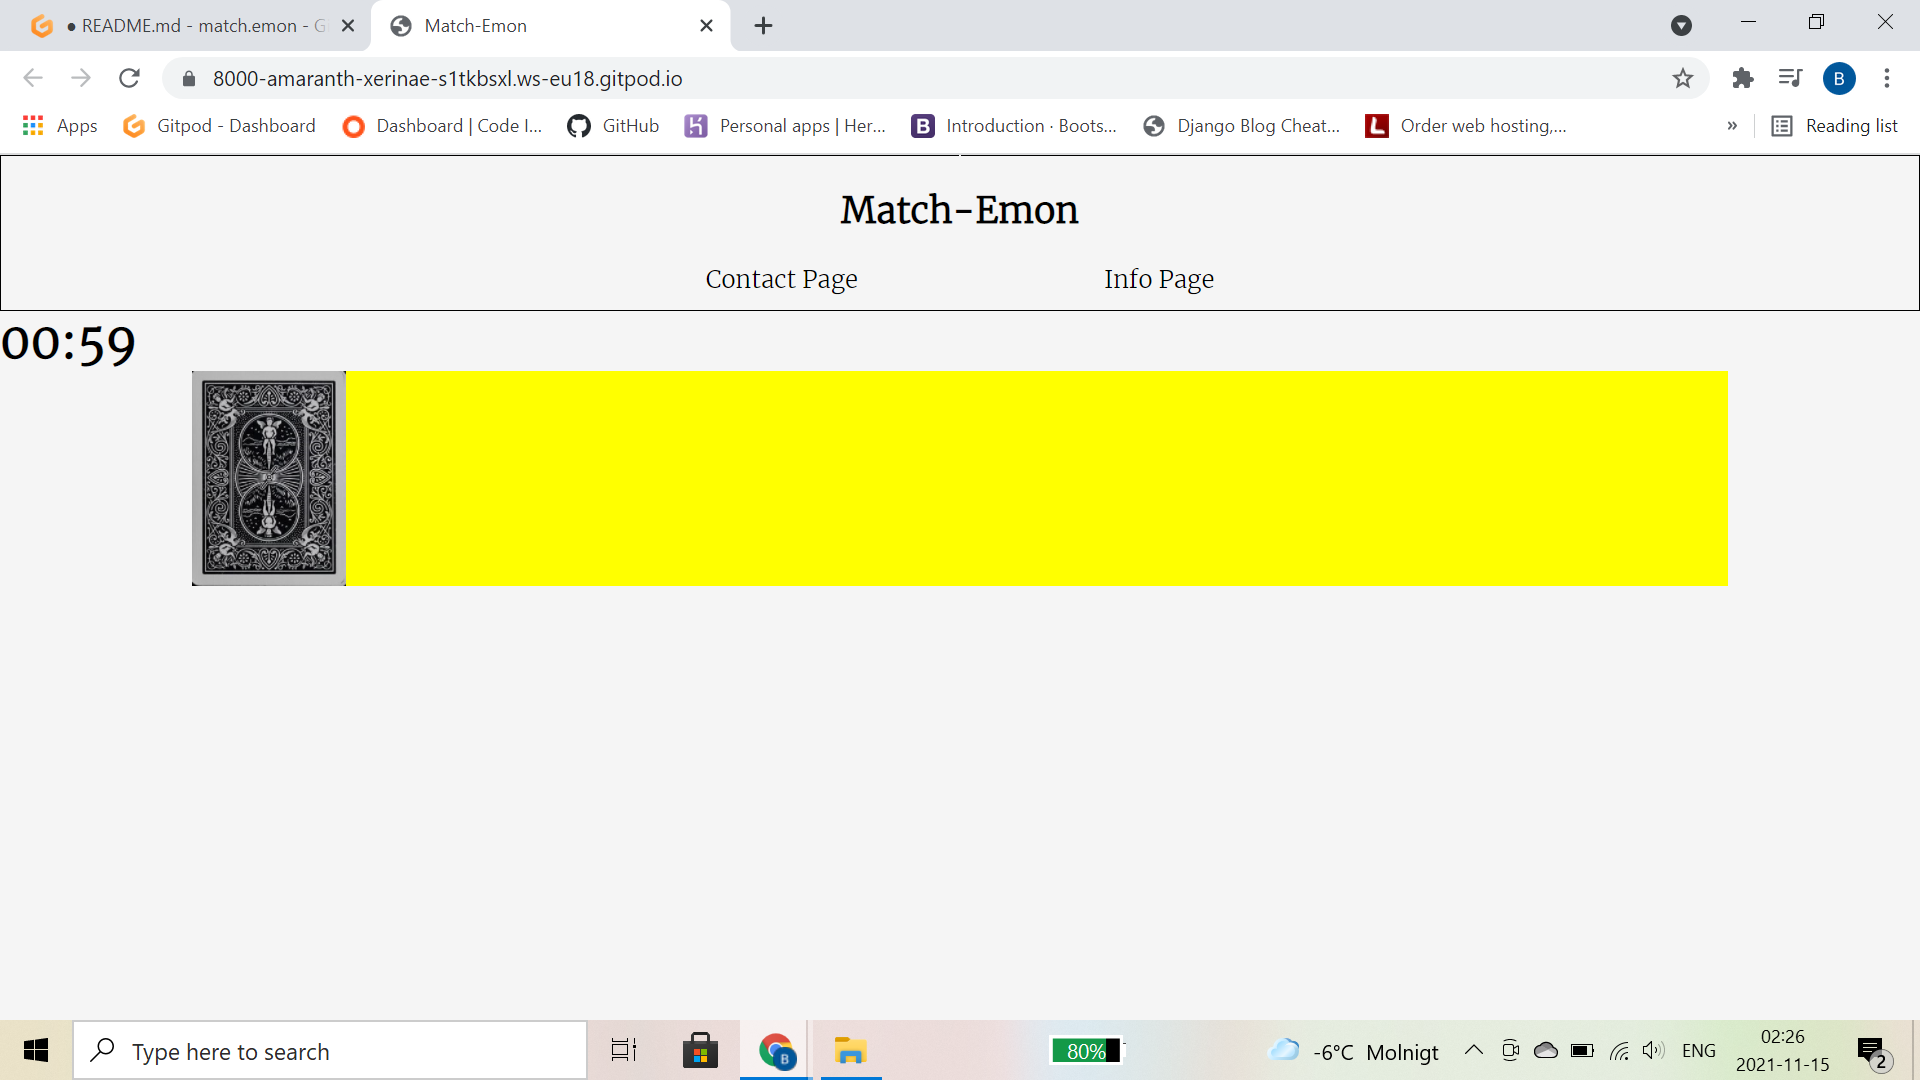 ● README.md - match.emon - G
Match-Emon
8000-amaranth-xerinae-s1tkbsxl.ws-eu18.gitpod.io
B
Apps
Gitpod - Dashboard
Dashboard | Code I...
GitHub
Personal apps | Her...
B
Introduction · Boots...
Django Blog Cheat...
L
Order web hosting,...
»
Reading list
Match-Emon
Contact Page
Info Page
00:59
Type here to search
B
80%
-6°C Molnigt
ENG
02:26
2021-11-15
2